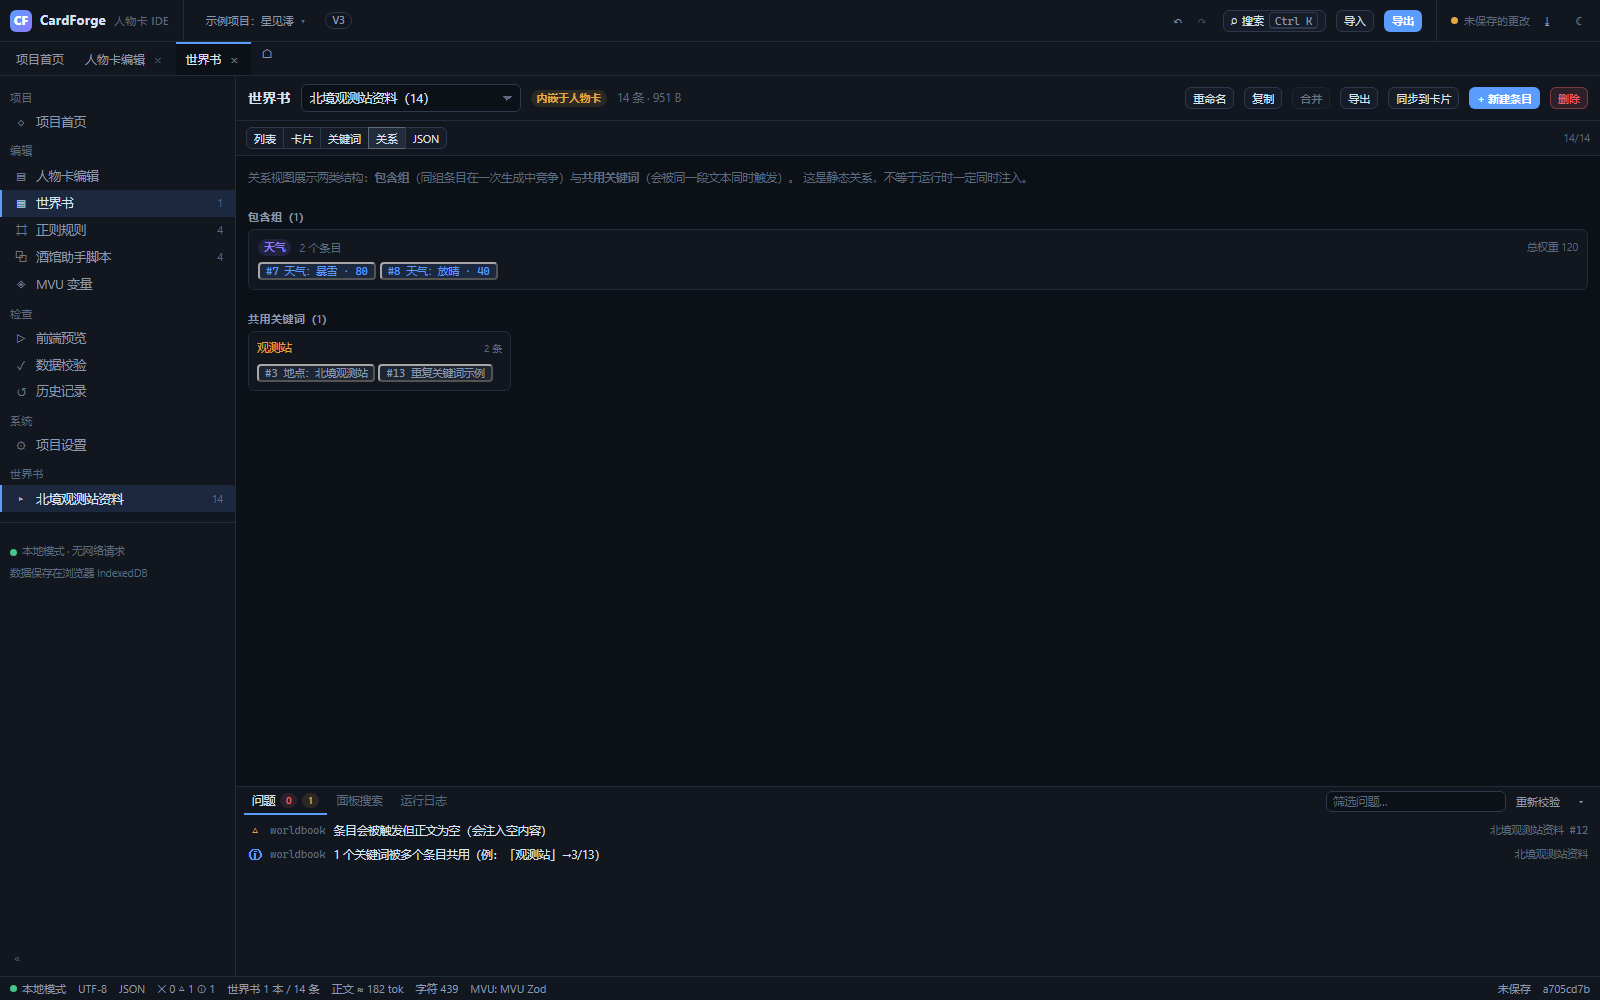 CF CardForge 人物卡 IDE 示例项目：星见澪 V3 搜索 Ctrl K 导入 导出 未保存的更改
项目首页 人物卡编辑 × 世界书 ×
项目
项目首页
编辑
人物卡编辑
世界书 1
正则规则 4
酒馆助手脚本 4
MVU 变量
检查
前端预览
数据校验
历史记录
系统
项目设置
世界书
北境观测站资料 14
本地模式 · 无网络请求
数据保存在浏览器 IndexedDB
«
世界书 北境观测站资料（14） 内嵌于人物卡 14 条 · 951 B 重命名 复制 合并 导出 同步到卡片 + 新建条目 删除
列表 卡片 关键词 关系 JSON 14/14
关系视图展示两类结构：包含组（同组条目在一次生成中竞争）与共用关键词（会被同一段文本同时触发）。 这是静态关系，不等于运行时一定同时注入。
包含组（1）
天气 2 个条目 总权重 120
#7 天气：暴雪 · 80 #8 天气：放晴 · 40
共用关键词（1）
观测站 2 条
#3 地点：北境观测站 #13 重复关键词示例
问题 0 1 面板搜索 运行日志 筛选问题... 重新校验
worldbook 条目会被触发但正文为空（会注入空内容） 北境观测站资料 #12
worldbook 1 个关键词被多个条目共用（例：「观测站」→3/13） 北境观测站资料
本地模式 UTF-8 JSON ✕ 0 △ 1 ⓘ 1 世界书 1 本 / 14 条 正文 ≈ 182 tok 字符 439 MVU: MVU Zod 未保存 a705cd7b